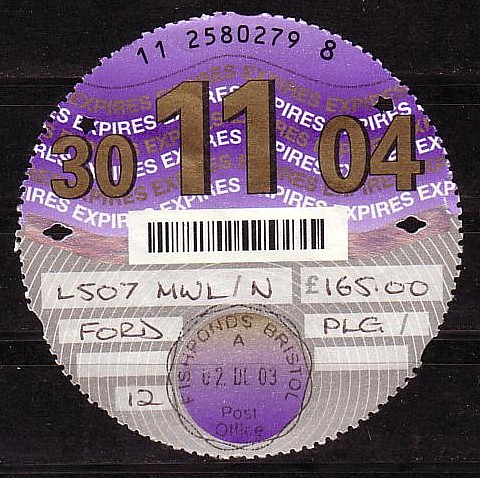 11 2580279 8
EXPIRES EXPIRES EXPIRES EXPIRES
30 11 04
L507 MWL/N £165.00
FORD PLG/
12
FISHPONDS BRISTOL
A
02 DE 03
Post
Office